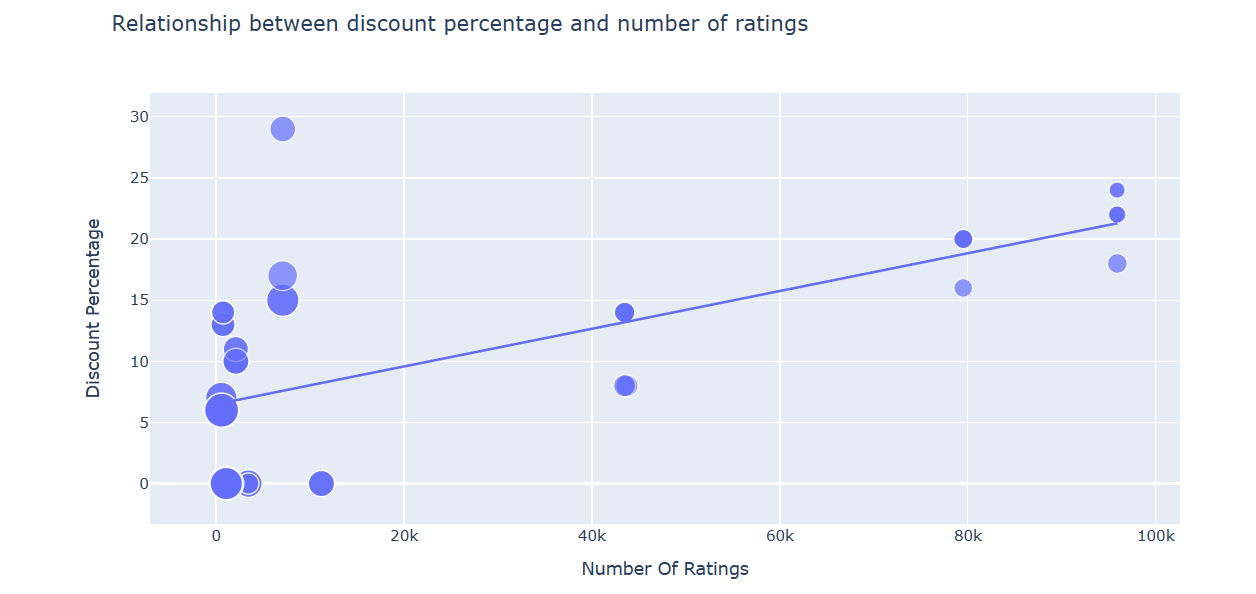 Relationship between discount percentage and number of ratings
30
25
20
15
10
5
0
Discount Percentage
0 20k 40k 60k 80k 100k
Number Of Ratings